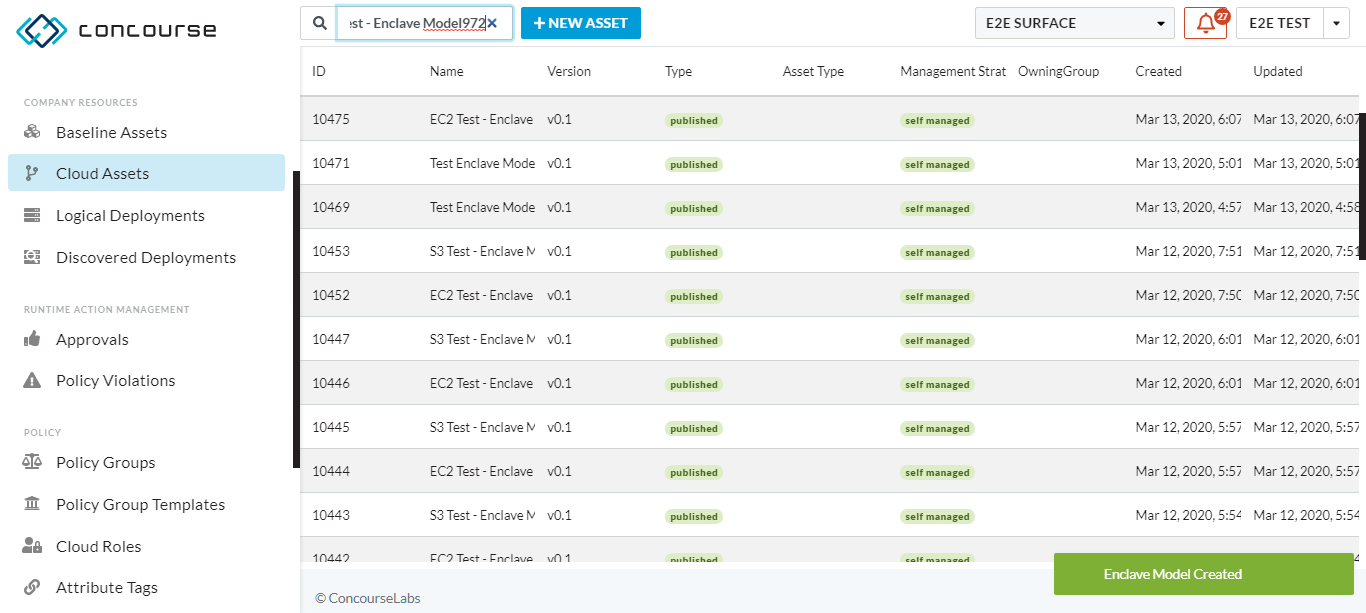 concourse
est - Enclave Model972
NEW ASSET
E2E SURFACE
27
E2E TEST
COMPANY RESOURCES
Baseline Assets
Cloud Assets
Logical Deployments
Discovered Deployments
RUNTIME ACTION MANAGEMENT
Approvals
Policy Violations
POLICY
Policy Groups
Policy Group Templates
Cloud Roles
Attribute Tags
ID Name Version Type Asset Type Management Strat OwningGroup Created Updated
10475 EC2 Test - Enclave v0.1 published self managed Mar 13, 2020, 6:07 Mar 13, 2020, 6:07
10471 Test Enclave Mode v0.1 published self managed Mar 13, 2020, 5:01 Mar 13, 2020, 5:01
10469 Test Enclave Mode v0.1 published self managed Mar 13, 2020, 4:57 Mar 13, 2020, 4:58
10453 S3 Test - Enclave M v0.1 published self managed Mar 12, 2020, 7:51 Mar 12, 2020, 7:51
10452 EC2 Test - Enclave v0.1 published self managed Mar 12, 2020, 7:50 Mar 12, 2020, 7:50
10447 S3 Test - Enclave M v0.1 published self managed Mar 12, 2020, 6:01 Mar 12, 2020, 6:01
10446 EC2 Test - Enclave v0.1 published self managed Mar 12, 2020, 6:01 Mar 12, 2020, 6:01
10445 S3 Test - Enclave M v0.1 published self managed Mar 12, 2020, 5:57 Mar 12, 2020, 5:57
10444 EC2 Test - Enclave v0.1 published self managed Mar 12, 2020, 5:57 Mar 12, 2020, 5:57
10443 S3 Test - Enclave M v0.1 published self managed Mar 12, 2020, 5:54 Mar 12, 2020, 5:54
10442 EC2 Test - Enclave v0.1 published self managed
Enclave Model Created
© ConcourseLabs